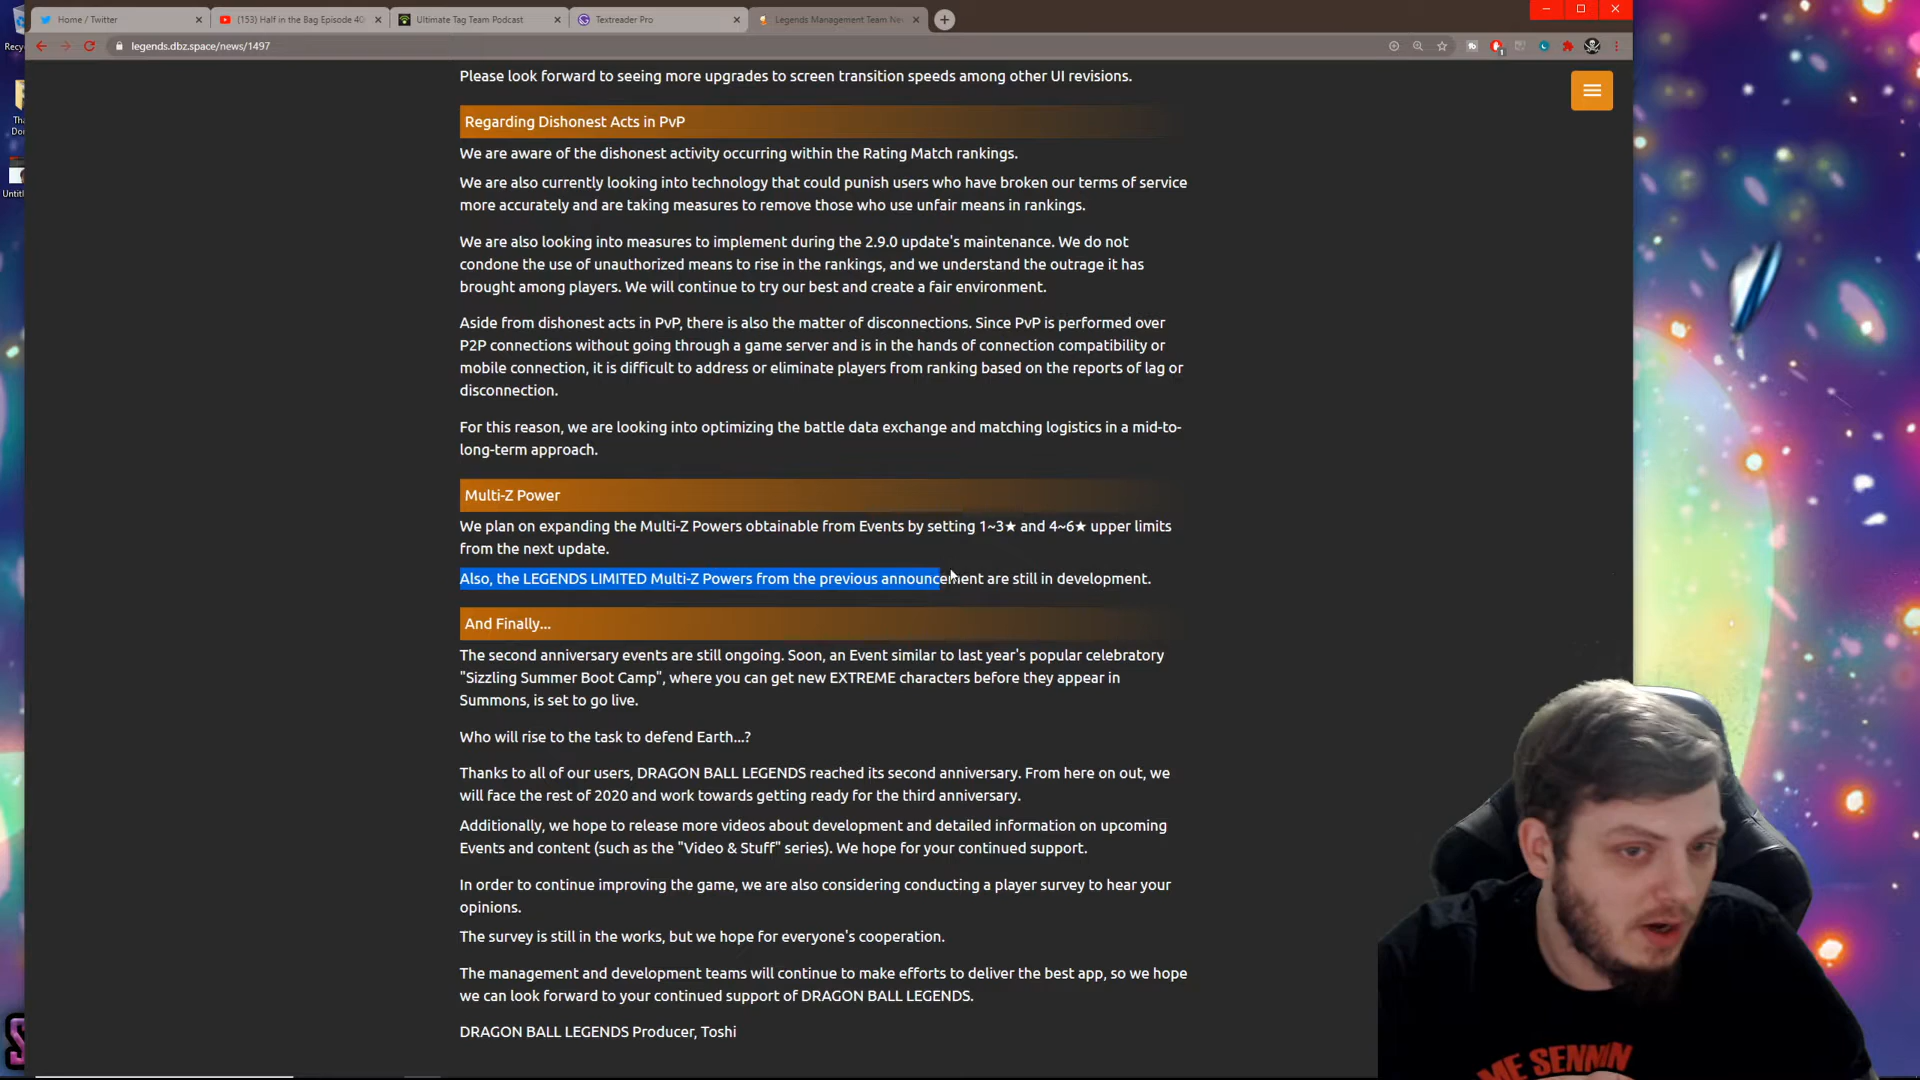 Home / Twitter
(153) Half in the Bag Episode 40
Ultimate Tag Team Podcast
Textreader Pro
Legends Management Team Ne
legends.dbz.space/news/1497
Please look forward to seeing more upgrades to screen transition speeds among other UI revisions.
Regarding Dishonest Acts in PvP
We are aware of the dishonest activity occurring within the Rating Match rankings.
We are also currently looking into technology that could punish users who have broken our terms of service
more accurately and are taking measures to remove those who use unfair means in rankings.
We are also looking into measures to implement during the 2.9.0 update's maintenance. We do not
condone the use of unauthorized means to rise in the rankings, and we understand the outrage it has
brought among players. We will continue to try our best and create a fair environment.
Aside from dishonest acts in PvP, there is also the matter of disconnections. Since PvP is performed over
P2P connections without going through a game server and is in the hands of connection compatibility or
mobile connection, it is difficult to address or eliminate players from ranking based on the reports of lag or
disconnection.
For this reason, we are looking into optimizing the battle data exchange and matching logistics in a mid-to-
long-term approach.
Multi-Z Power
We plan on expanding the Multi-Z Powers obtainable from Events by setting 1~3★ and 4~6★ upper limits
from the next update.
Also, the LEGENDS LIMITED Multi-Z Powers from the previous announcement are still in development.
And Finally...
The second anniversary events are still ongoing. Soon, an Event similar to last year's popular celebratory
"Sizzling Summer Boot Camp", where you can get new EXTREME characters before they appear in
Summons, is set to go live.
Who will rise to the task to defend Earth...?
Thanks to all of our users, DRAGON BALL LEGENDS reached its second anniversary. From here on out, we
will face the rest of 2020 and work towards getting ready for the third anniversary.
Additionally, we hope to release more videos about development and detailed information on upcoming
Events and content (such as the "Video & Stuff" series). We hope for your continued support.
In order to continue improving the game, we are also considering conducting a player survey to hear your
opinions.
The survey is still in the works, but we hope for everyone's cooperation.
The management and development teams will continue to make efforts to deliver the best app, so we hope
we can look forward to your continued support of DRAGON BALL LEGENDS.
DRAGON BALL LEGENDS Producer, Toshi
ME SENNIN